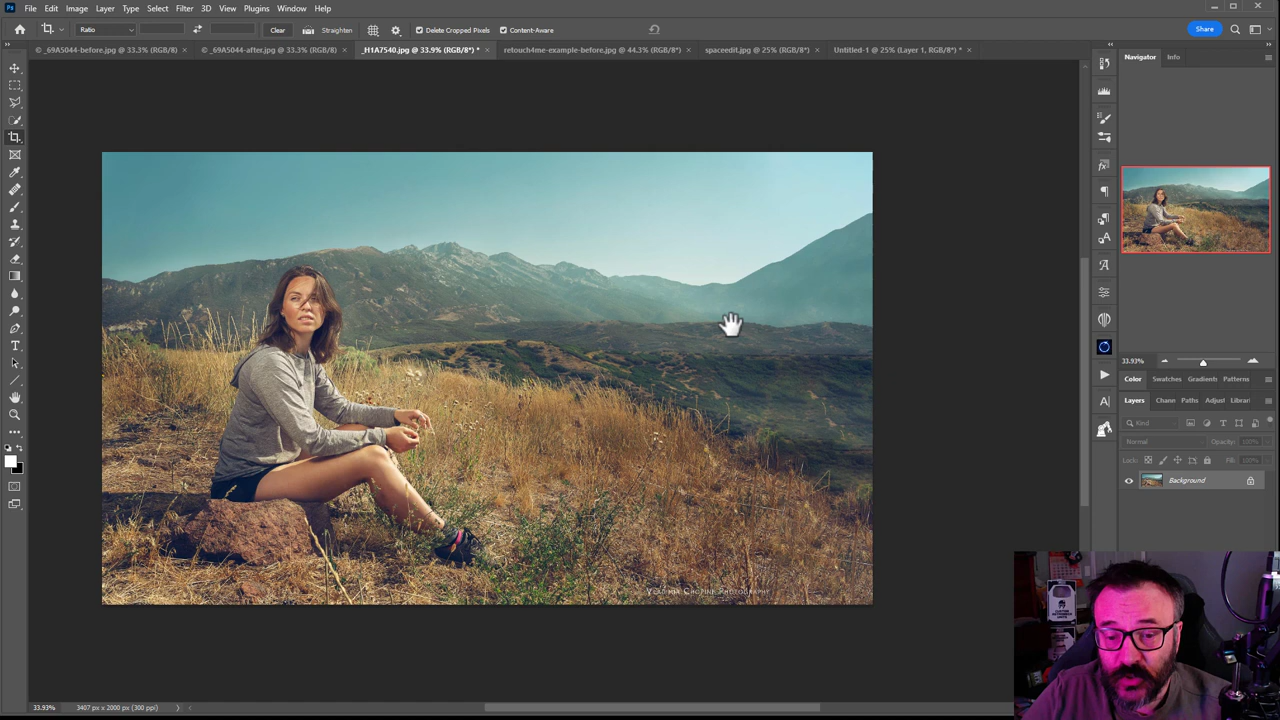 Ps File Edit Image Layer Type Select Filter 3D View Plugins Window Help
Ratio Clear Straighten Delete Cropped Pixels Content-Aware Share
© _69A5044-before.jpg @ 33.3% (RGB/8) × © _69A5044-after.jpg @ 33.3% (RGB/8) × _H1A7540.jpg @ 33.9% (RGB/8*) * × retouch4me-example-before.jpg @ 44.3% (RGB/8*) × spaceedit.jpg @ 25% (RGB/8*) × Untitled-1 @ 25% (Layer 1, RGB/8*) * ×
Navigator Info
33.93%
Color Swatches Gradients Patterns
Layers Chann Paths Adjust Librar
Kind
Normal Opacity: 100%
Lock: Fill: 100%
Background
33.93% 3407 px x 2000 px (300 ppi)